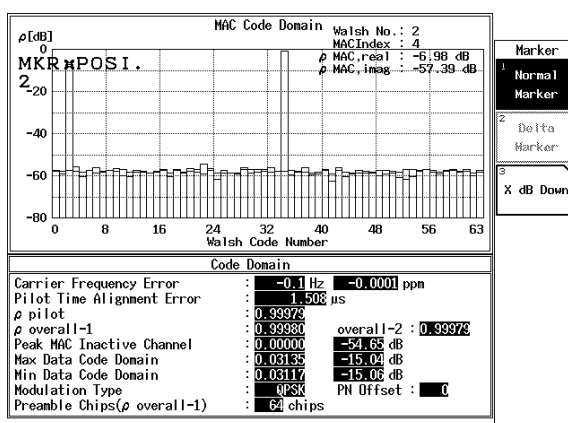 MAC Code Domain
ρ[dB]
Walsh No.: 2
MACIndex : 4
ρ MAC,real : -6.98 dB
ρ MAC,imag : -57.39 dB
MKR POSI.
2
0
-20
-40
-60
-80
0 8 16 24 32 40 48 56 63
Walsh Code Number
Code Domain
Carrier Frequency Error : -0.1 Hz -0.0001 ppm
Pilot Time Alignment Error : 1.508 µs
ρ pilot : 0.99979
ρ overall-1 : 0.99980 overall-2 : 0.99979
Peak MAC Inactive Channel : 0.00000 -54.65 dB
Max Data Code Domain : 0.03135 -15.04 dB
Min Data Code Domain : 0.03117 -15.06 dB
Modulation Type : QPSK PN Offset : 0
Preamble Chips(ρ overall-1) : 64 chips
Marker
1
Normal
Marker
2
Delta
Marker
3
X dB Down